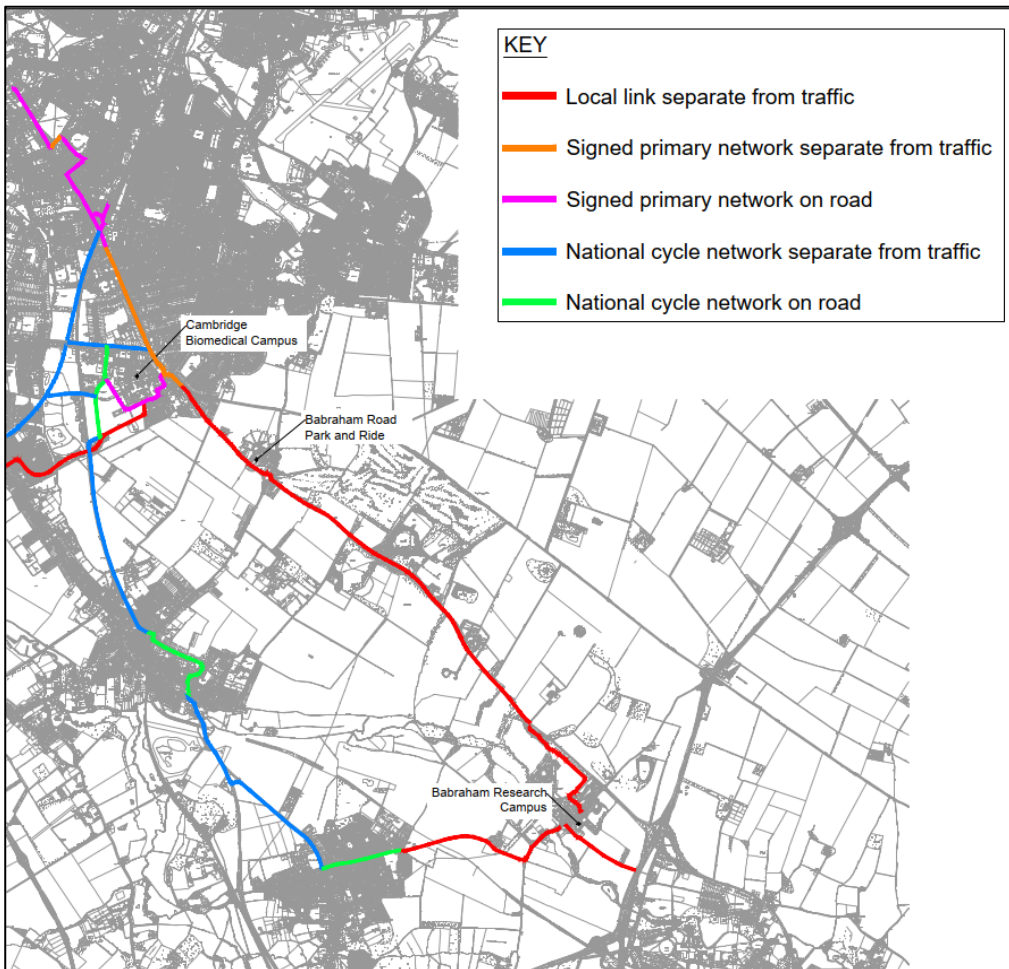 KEY
Local link separate from traffic
Signed primary network separate from traffic
Signed primary network on road
National cycle network separate from traffic
National cycle network on road
Cambridge
Biomedical Campus
Babraham Road
Park and Ride
Babraham Research
Campus